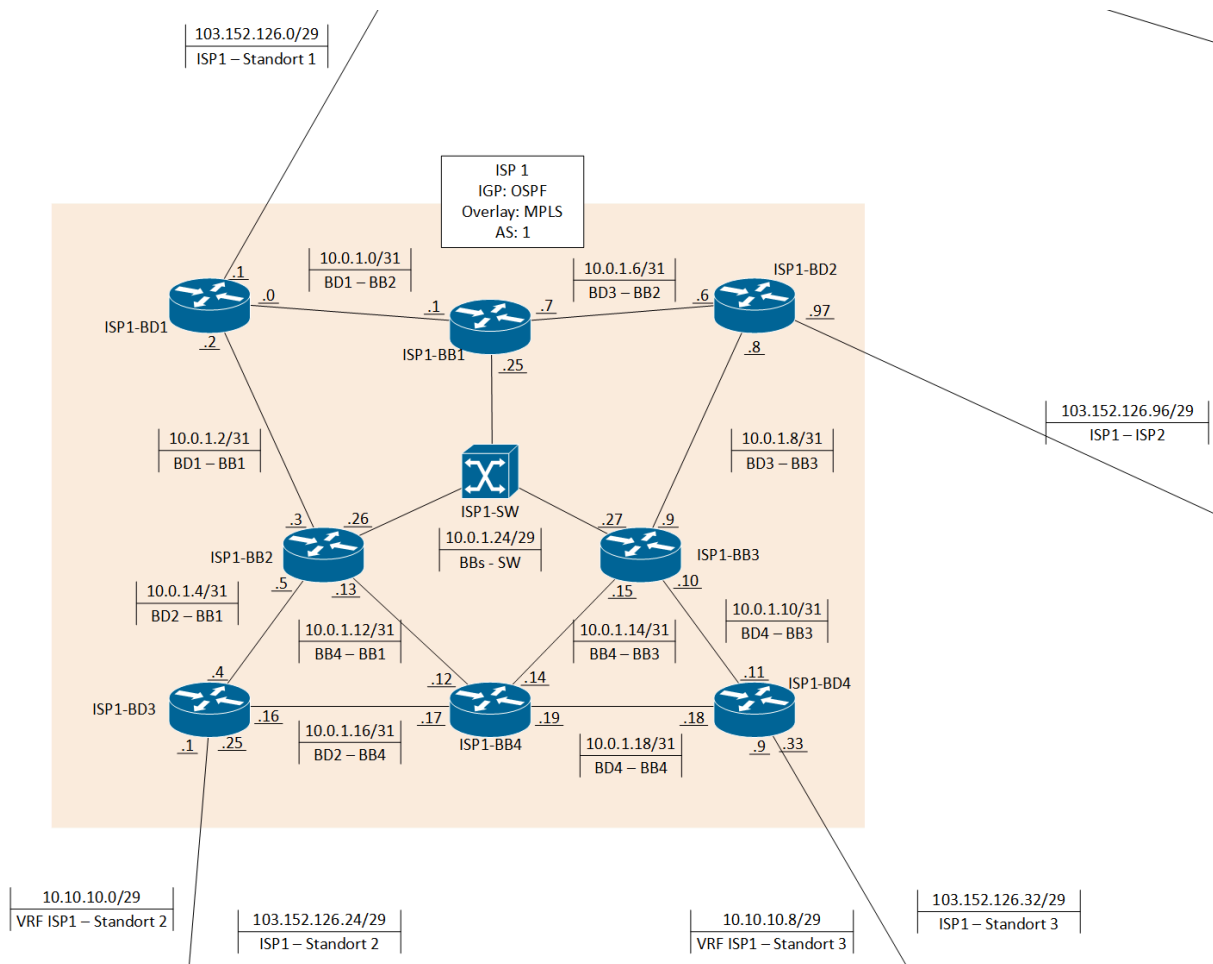 103.152.126.0/29
ISP1 – Standort 1
ISP 1
IGP: OSPF
Overlay: MPLS
AS: 1
10.0.1.0/31
BD1 – BB2
10.0.1.6/31
BD3 – BB2
ISP1-BD2
.1
.0
ISP1-BD1
.2
.1
.7
ISP1-BB1
.25
.6
.97
.8
103.152.126.96/29
ISP1 – ISP2
10.0.1.2/31
BD1 – BB1
10.0.1.8/31
BD3 – BB3
ISP1-SW
10.0.1.24/29
BBs - SW
.3
.26
ISP1-BB2
.5
.13
.27
.9
ISP1-BB3
.10
.15
10.0.1.4/31
BD2 – BB1
10.0.1.12/31
BB4 – BB1
10.0.1.14/31
BB4 – BB3
10.0.1.10/31
BD4 – BB3
.4
ISP1-BD3
.16
.1
.25
.12
.14
.17
.19
ISP1-BB4
.11
ISP1-BD4
.18
.9
.33
10.0.1.16/31
BD2 – BB4
10.0.1.18/31
BD4 – BB4
10.10.10.0/29
VRF ISP1 – Standort 2
103.152.126.24/29
ISP1 – Standort 2
10.10.10.8/29
VRF ISP1 – Standort 3
103.152.126.32/29
ISP1 – Standort 3